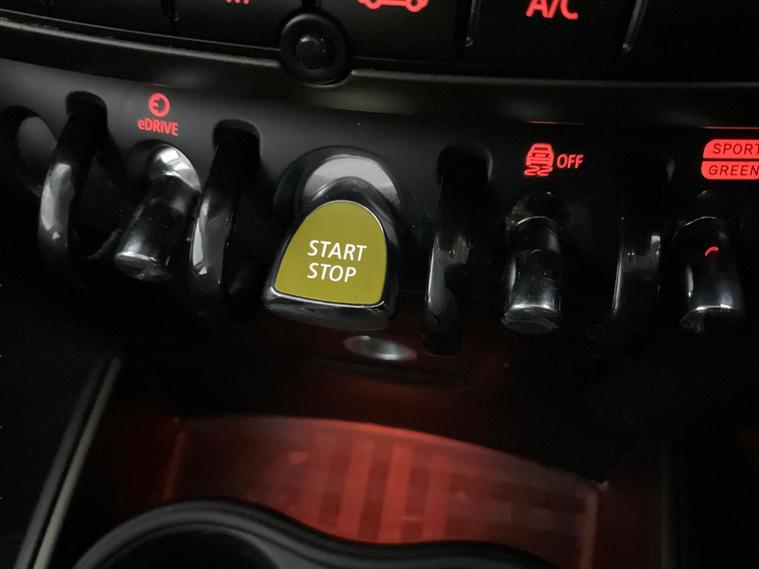 A/C
eDRIVE
OFF
SPORT
GREEN
START
STOP